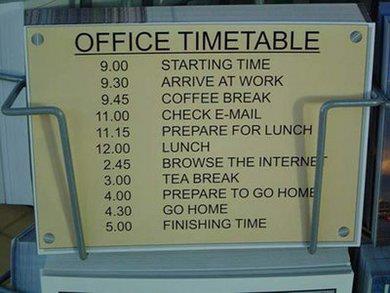 OFFICE TIMETABLE
9.00 STARTING TIME
9.30 ARRIVE AT WORK
9.45 COFFEE BREAK
11.00 CHECK E-MAIL
11.15 PREPARE FOR LUNCH
12.00 LUNCH
2.45 BROWSE THE INTERNET
3.00 TEA BREAK
4.00 PREPARE TO GO HOME
4.30 GO HOME
5.00 FINISHING TIME